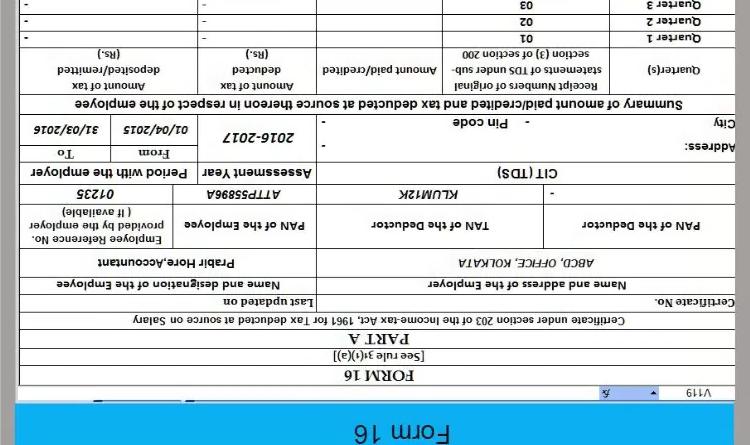 Form 16
V119 fx
FORM 16
[See rule 31(1)(a)]
PART A
Certificate under section 203 of the Income-tax Act, 1961 for Tax deducted at source on Salary
Certificate No. Last updated on
Name and address of the Employer Name and designation of the Employee
ABCD, OFFICE, KOLKATA Prabir Hore,Accountant
PAN of the Deductor TAN of the Deductor PAN of the Employee Employee Reference No. provided by the employer ( If available)
- KLUM12K ATTP55896A 01235
CIT (TDS) Assessment Year Period with the employer
Address: - 2016-2017 From To
City - Pin code - 01/04/2015 31/03/2016
Summary of amount paid/credited and tax deducted at source thereon in respect of the employee
Quarter(s) Receipt Numbers of original statements of TDS under sub-section (3) of section 200 Amount paid/credited Amount of tax deducted (Rs.) Amount of tax deposited/remitted (Rs.)
Quarter 1 01 - -
Quarter 2 02 - -
Quarter 3 03 - -